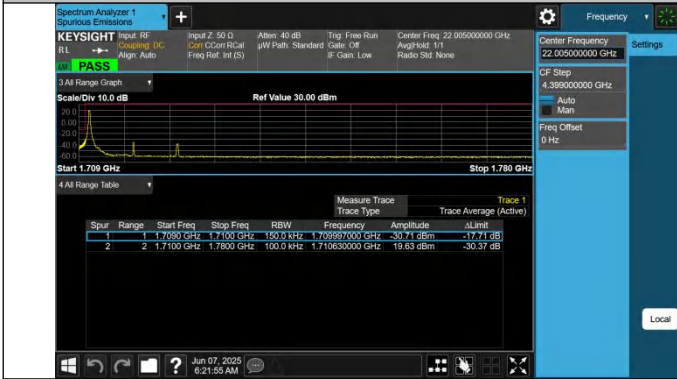 Spectrum Analyzer 1
Spurious Emissions
+
Frequency
KEYSIGHT Input: RF Input Z: 50 Ω Atten: 40 dB Trig: Free Run Center Freq: 22.005000000 GHz
RL Coupling: DC Corr CCorr RCal µW Path: Standard Gate: Off Avg|Hold: 1/1
Align: Auto Freq Ref: Int (S) IF Gain: Low Radio Std: None
PASS
Center Frequency
22.005000000 GHz
Settings
CF Step
4.399000000 GHz
Auto
Man
Freq Offset
0 Hz
3 All Range Graph
Scale/Div 10.0 dB Ref Value 30.00 dBm
20.0
0.00
-20.0
-40.0
-60.0
Start 1.709 GHz Stop 1.780 GHz
4 All Range Table
Measure Trace Trace 1
Trace Type Trace Average (Active)
Spur Range Start Freq Stop Freq RBW Frequency Amplitude ΔLimit
1 1 1.7090 GHz 1.7100 GHz 150.0 kHz 1.709997000 GHz -30.71 dBm -17.71 dB
2 2 1.7100 GHz 1.7800 GHz 100.0 kHz 1.710630000 GHz 19.63 dBm -30.37 dB
Local
? Jun 07, 2025
6:21:55 AM